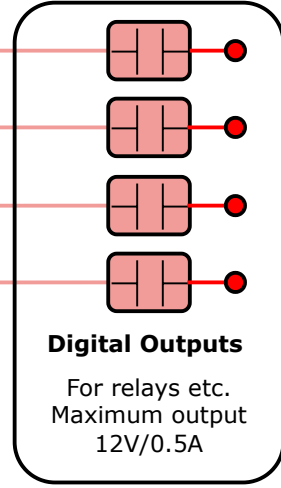 Digital Outputs
For relays etc.
Maximum output
12V/0.5A